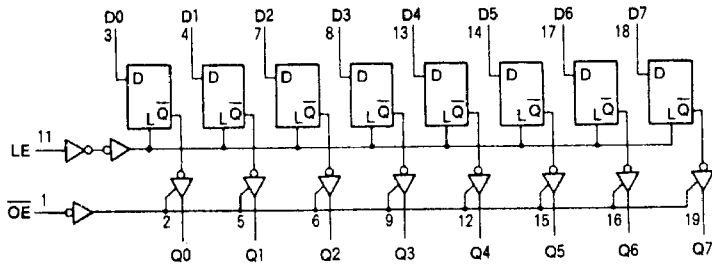 D0 D1 D2 D3 D4 D5 D6 D7
3 4 7 8 13 14 17 18
D D D D D D D D
L Q̅ L Q̅ L Q̅ L Q̅ L Q̅ L Q̅ L Q̅ L Q̅
LE 11
O̅E̅ 1
2 5 6 9 12 15 16 19
Q0 Q1 Q2 Q3 Q4 Q5 Q6 Q7